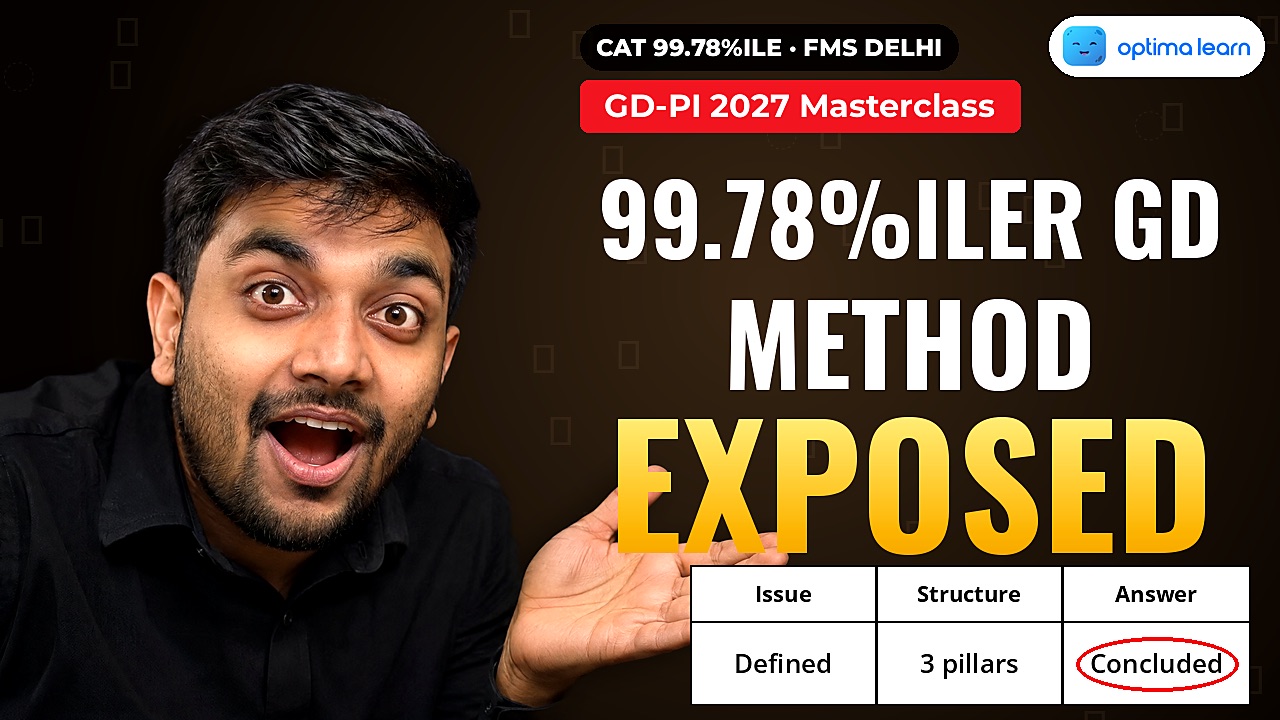 CAT 99.78%ILE · FMS DELHI
optima learn
GD-PI 2027 Masterclass
99.78%ILER GD
METHOD
EXPOSED
Issue Structure Answer
Defined 3 pillars Concluded